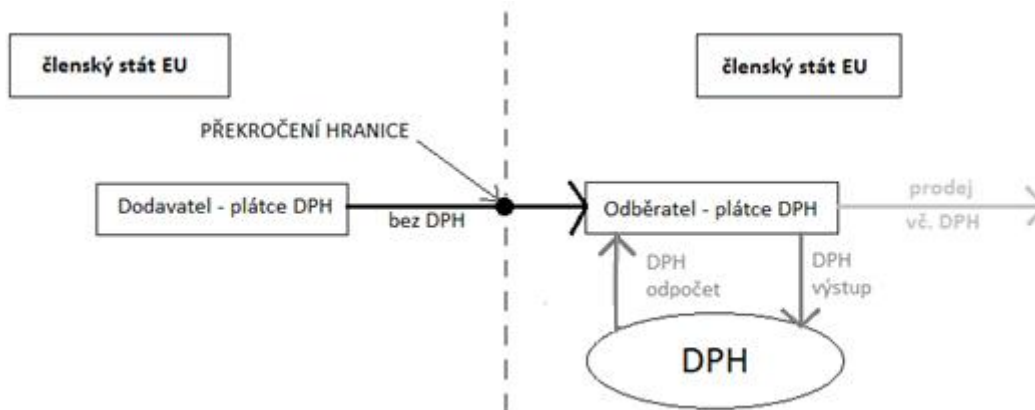 členský stát EU
členský stát EU
PŘEKROČENÍ HRANICE
Dodavatel - plátce DPH
bez DPH
Odběratel - plátce DPH
prodej
vč. DPH
DPH
odpočet
DPH
výstup
DPH